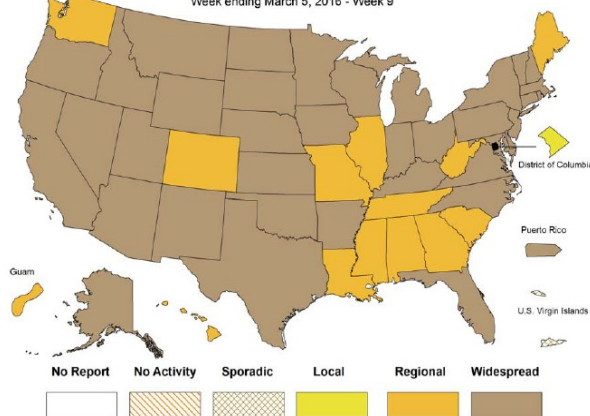 Week ending March 5, 2016 - Week 9
District of Columbia
Puerto Rico
Guam
U.S. Virgin Islands
No Report No Activity Sporadic Local Regional Widespread